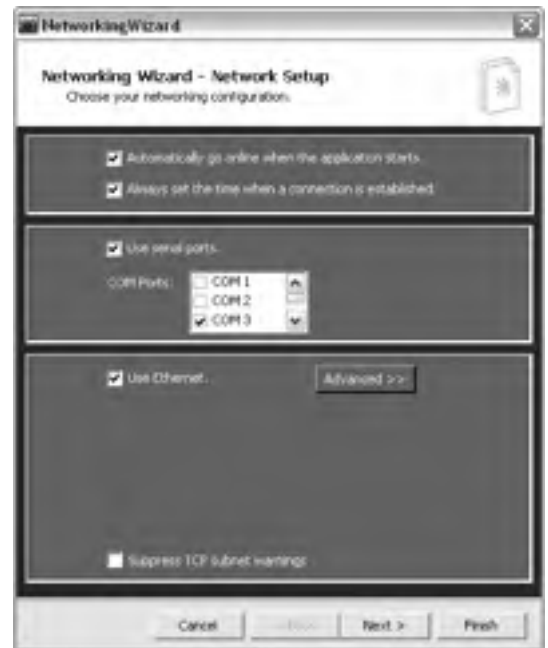 NetworkingWizard
Networking Wizard - Network Setup
Choose your networking configuration.
Automatically go online when the application starts.
Always set the time when a connection is established.
Use serial ports.
COM Ports:
COM 1
COM 2
COM 3
Use Ethernet.
Advanced >>
Suppress TCP subnet warnings
Cancel
Next >
Finish